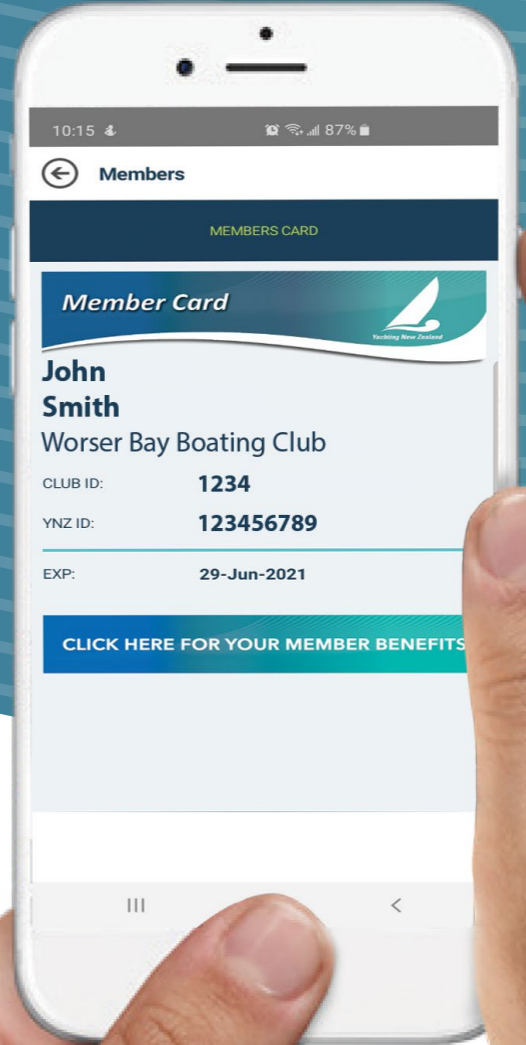 10:15
87%
Members
MEMBERS CARD
Member Card
Yachting New Zealand
John
Smith
Worser Bay Boating Club
CLUB ID: 1234
YNZ ID: 123456789
EXP: 29-Jun-2021
CLICK HERE FOR YOUR MEMBER BENEFITS